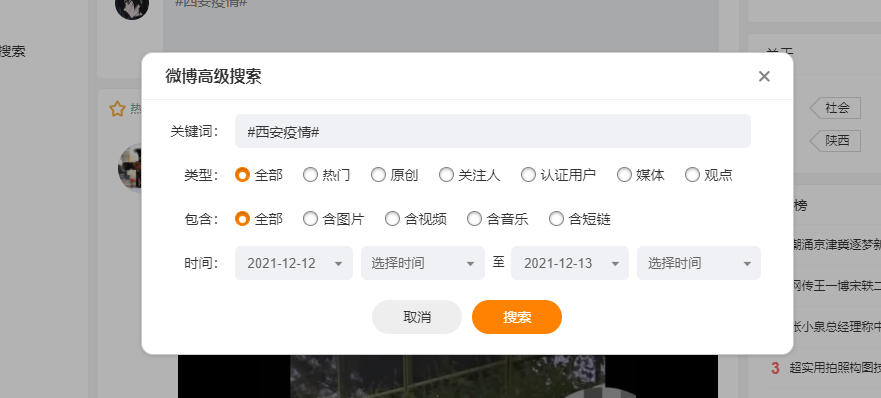 #西安疫情#
搜索
关于
微博高级搜索
热
社会
关键词： #西安疫情#
陕西
类型： 全部 热门 原创 关注人 认证用户 媒体 观点
榜
包含： 全部 含图片 含视频 含音乐 含短链
潮涌京津冀逐梦新
时间： 2021-12-12 选择时间 至 2021-12-13 选择时间
网传王一博宋轶二
取消 搜索
张小泉总经理称中
3 超实用拍照构图技